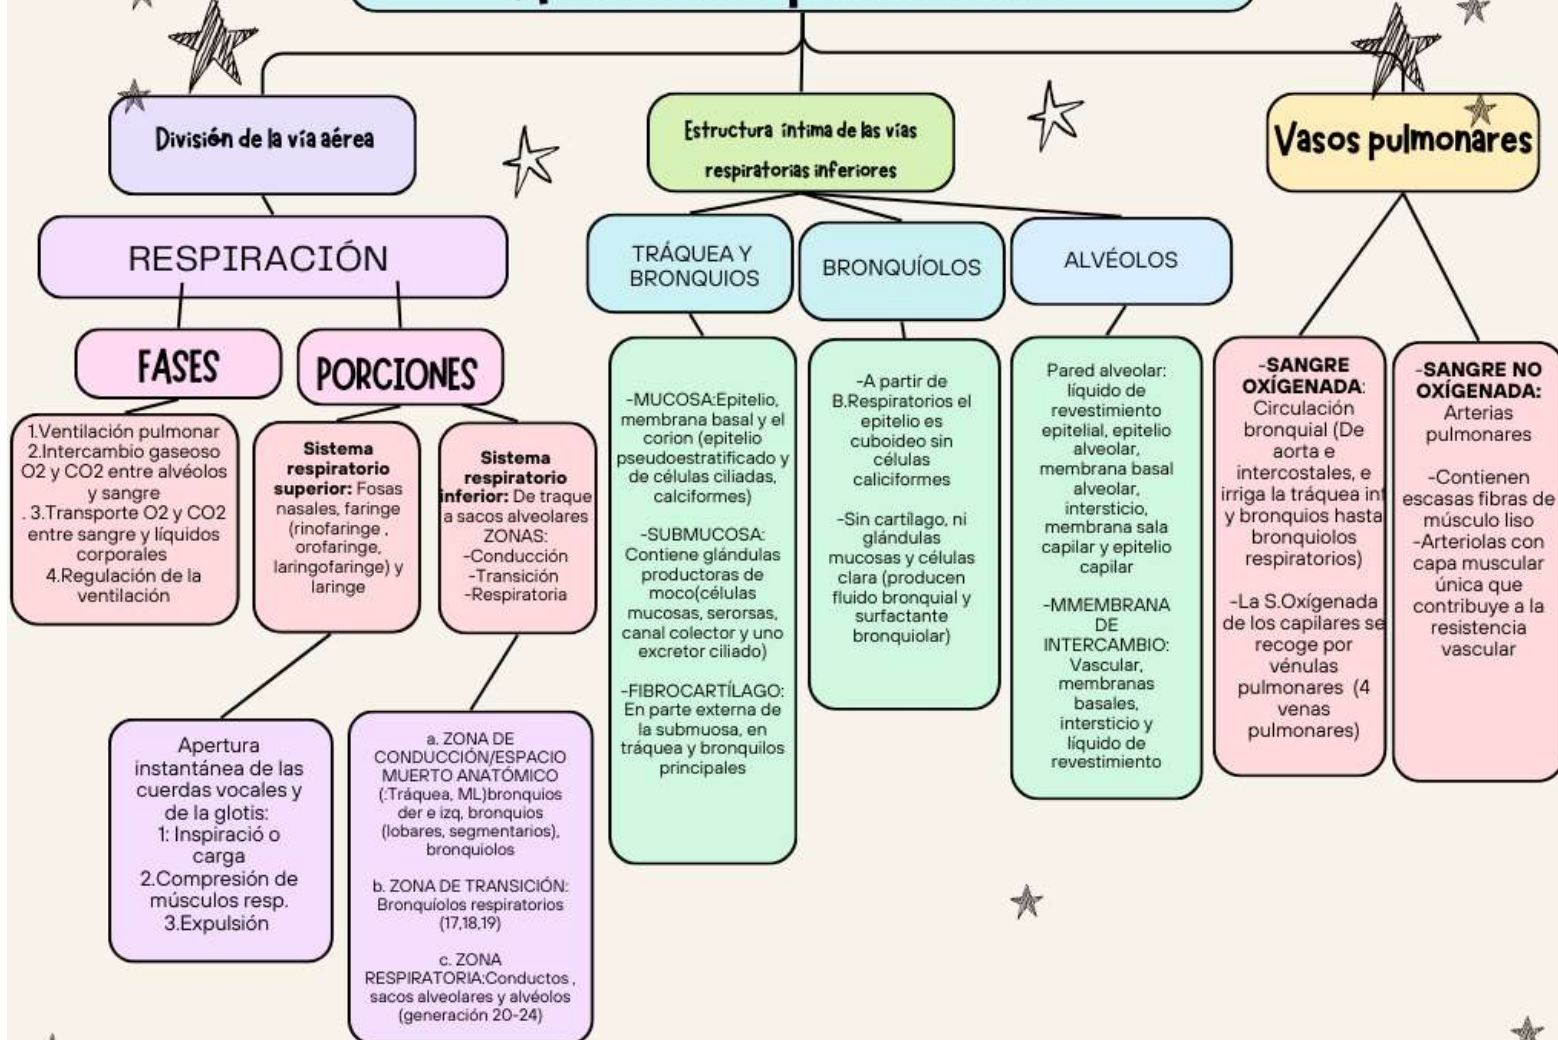 División de la vía aérea
RESPIRACIÓN
FASES
1.Ventilación pulmonar
2.Intercambio gaseoso
O2 y CO2 entre alvéolos
y sangre
. 3.Transporte O2 y CO2
entre sangre y líquidos
corporales
4.Regulación de la
ventilación
PORCIONES
Sistema
respiratorio
superior: Fosas
nasales, faringe
(rinofaringe ,
orofaringe,
laringofaringe) y
laringe
Apertura
instantánea de las
cuerdas vocales y
de la glotis:
1: Inspiració o
carga
2.Compresión de
músculos resp.
3.Expulsión
Sistema
respiratorio
inferior: De traque
a sacos alveolares
ZONAS:
-Conducción
-Transición
-Respiratoria
a. ZONA DE
CONDUCCIÓN/ESPACIO
MUERTO ANATÓMICO
(:Tráquea, ML)bronquios
der e izq, bronquios
(lobares, segmentarios),
bronquiolos
b. ZONA DE TRANSICIÓN:
Bronquíolos respiratorios
(17,18,19)
c. ZONA
RESPIRATORIA:Conductos ,
sacos alveolares y alvéolos
(generación 20-24)
Estructura íntima de las vías
respiratorias inferiores
TRÁQUEA Y
BRONQUIOS
-MUCOSA:Epitelio,
membrana basal y el
corion (epitelio
pseudoestratificado y
de células ciliadas,
calciformes)
-SUBMUCOSA:
Contiene glándulas
productoras de
moco(células
mucosas, serorsas,
canal colector y uno
excretor ciliado)
-FIBROCARTÍLAGO:
En parte externa de
la submuosa, en
tráquea y bronquilos
principales
BRONQUÍOLOS
-A partir de
B.Respiratorios el
epitelio es
cuboideo sin
células
caliciformes
-Sin cartílago, ni
glándulas
mucosas y células
clara (producen
fluido bronquial y
surfactante
bronquiolar)
ALVÉOLOS
Pared alveolar:
líquido de
revestimiento
epitelial, epitelio
alveolar,
membrana basal
alveolar,
intersticio,
membrana sala
capilar y epitelio
capilar
-MMEMBRANA
DE
INTERCAMBIO:
Vascular,
membranas
basales,
intersticio y
líquido de
revestimiento
Vasos pulmonares
-SANGRE
OXÍGENADA:
Circulación
bronquial (De
aorta e
intercostales, e
irriga la tráquea inf
y bronquios hasta
bronquiolos
respiratorios)
-La S.Oxígenada
de los capilares se
recoge por
vénulas
pulmonares (4
venas
pulmonares)
-SANGRE NO
OXÍGENADA:
Arterias
pulmonares
-Contienen
escasas fibras de
músculo liso
-Arteriolas con
capa muscular
única que
contribuye a la
resistencia
vascular